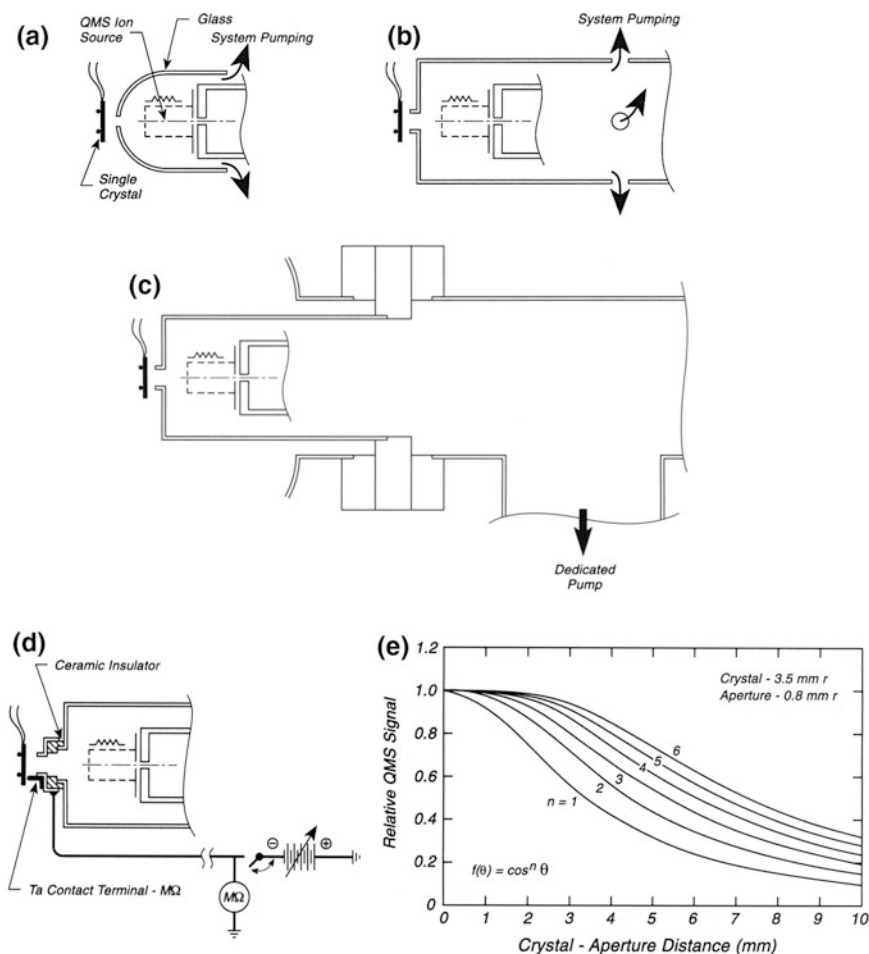 (a)
QMS Ion
Source
Glass
System Pumping
Single
Crystal
(b)
System Pumping
(c)
Dedicated
Pump
(d)
Ceramic Insulator
Ta Contact Terminal - MΩ
MΩ
⊖
⊕
(e)
Relative QMS Signal
1.2
1.0
0.8
0.6
0.4
0.2
0
Crystal - 3.5 mm r
Aperture - 0.8 mm r
6
5
4
3
2
n = 1
f(θ) = cosⁿ θ
0 1 2 3 4 5 6 7 8 9 10
Crystal - Aperture Distance (mm)